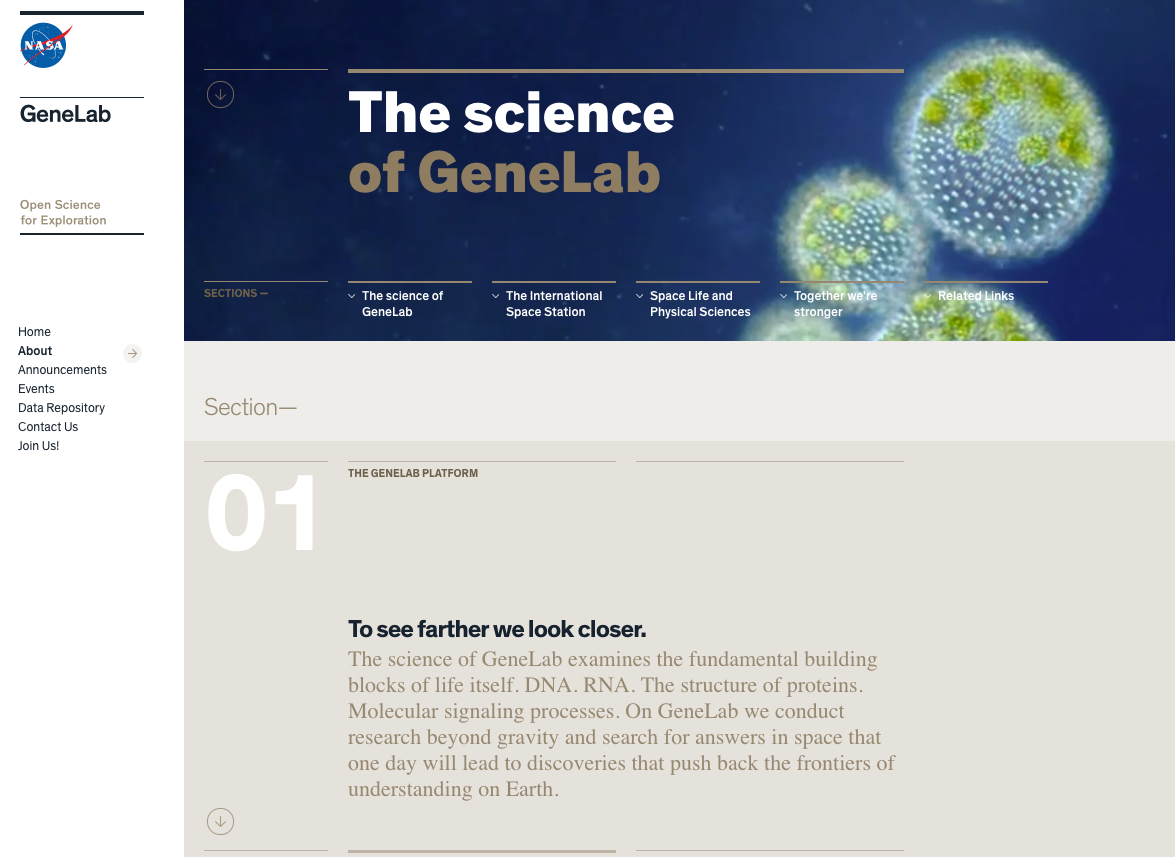 NASA
GeneLab
Open Science
for Exploration
Home
About
Announcements
Events
Data Repository
Contact Us
Join Us!
The science
of GeneLab
SECTIONS —
The science of
GeneLab
The International
Space Station
Space Life and
Physical Sciences
Together we're
stronger
Related Links
Section—
01
THE GENELAB PLATFORM
To see farther we look closer.
The science of GeneLab examines the fundamental building
blocks of life itself. DNA. RNA. The structure of proteins.
Molecular signaling processes. On GeneLab we conduct
research beyond gravity and search for answers in space that
one day will lead to discoveries that push back the frontiers of
understanding on Earth.